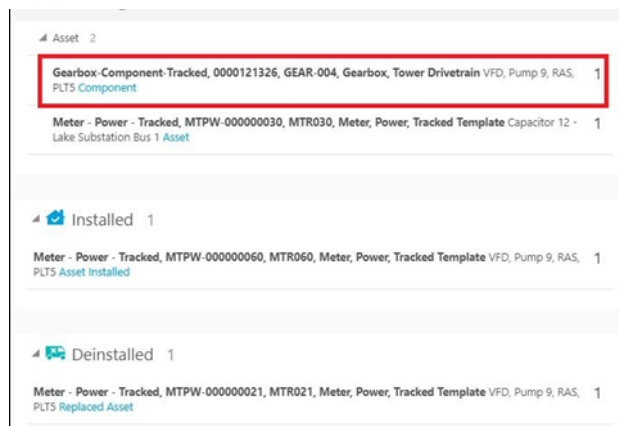 Asset 2
Gearbox-Component-Tracked, 0000121326, GEAR-004, Gearbox, Tower Drivetrain VFD, Pump 9, RAS, 1
PLT5 Component
Meter - Power - Tracked, MTPW-000000030, MTR030, Meter, Power, Tracked Template Capacitor 12 - 1
Lake Substation Bus 1 Asset
Installed 1
Meter - Power - Tracked, MTPW-000000060, MTR060, Meter, Power, Tracked Template VFD, Pump 9, RAS, 1
PLT5 Asset Installed
Deinstalled 1
Meter - Power - Tracked, MTPW-000000021, MTR021, Meter, Power, Tracked Template VFD, Pump 9, RAS, 1
PLT5 Replaced Asset